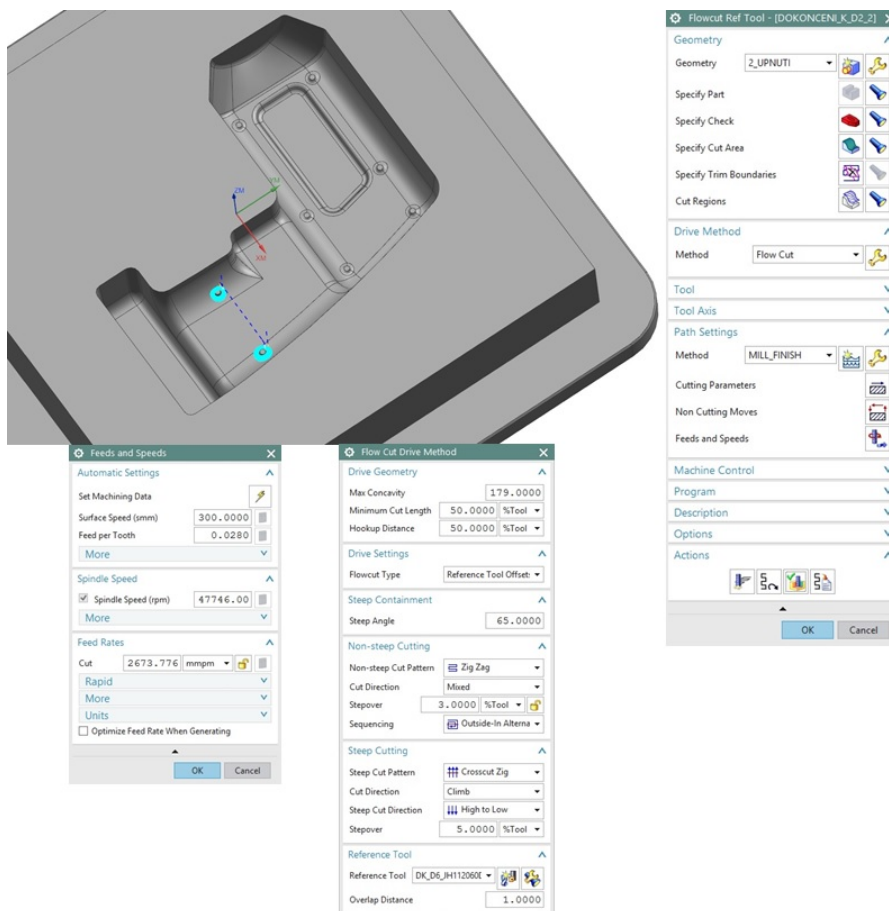 ZM
YM
XM
Flowcut Ref Tool - [DOKONCENI_K_D2_2]
Geometry
Geometry 2_UPNUTI
Specify Part
Specify Check
Specify Cut Area
Specify Trim Boundaries
Cut Regions
Drive Method
Method Flow Cut
Tool
Tool Axis
Path Settings
Method MILL_FINISH
Cutting Parameters
Non Cutting Moves
Feeds and Speeds
Machine Control
Program
Description
Options
Actions
OK Cancel
Feeds and Speeds
Automatic Settings
Set Machining Data
Surface Speed (smm) 300.0000
Feed per Tooth 0.0280
More
Spindle Speed
Spindle Speed (rpm) 47746.00
More
Feed Rates
Cut 2673.776 mmpm
Rapid
More
Units
Optimize Feed Rate When Generating
OK Cancel
Flow Cut Drive Method
Drive Geometry
Max Concavity 179.0000
Minimum Cut Length 50.0000 %Tool
Hookup Distance 50.0000 %Tool
Drive Settings
Flowcut Type Reference Tool Offset
Steep Containment
Steep Angle 65.0000
Non-steep Cutting
Non-steep Cut Pattern Zig Zag
Cut Direction Mixed
Stepover 3.0000 %Tool
Sequencing Outside-In Alterna
Steep Cutting
Steep Cut Pattern Crosscut Zig
Cut Direction Climb
Steep Cut Direction High to Low
Stepover 5.0000 %Tool
Reference Tool
Reference Tool
Overlap Distance 1.0000